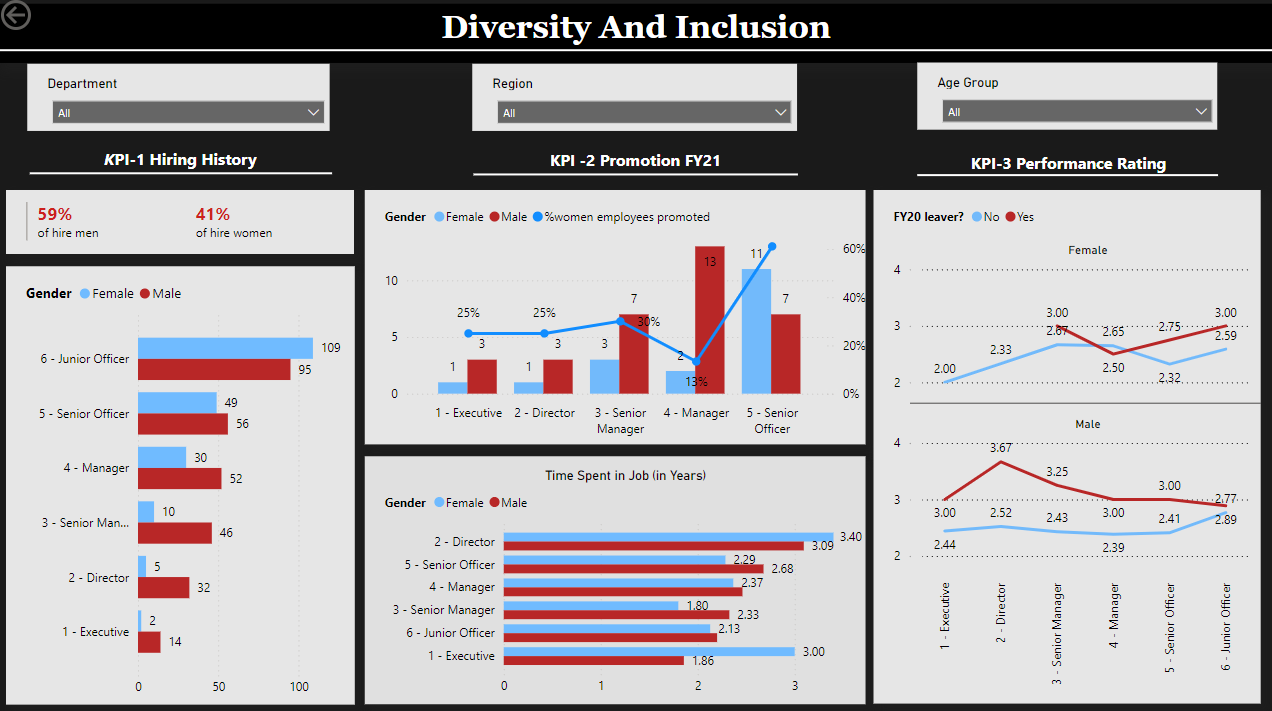 Diversity And Inclusion
Department
All
Region
All
Age Group
All
KPI-1 Hiring History
59%
of hire men
41%
of hire women
Gender Female Male
6 - Junior Officer
109
95
5 - Senior Officer
49
56
4 - Manager
30
52
3 - Senior Man...
10
46
2 - Director
5
32
1 - Executive
2
14
0 50 100
KPI -2 Promotion FY21
Gender Female Male %women employees promoted
10
5
0
60%
40%
20%
0%
25% 25% 30% 13%
1 3 1 3 3 7 2 13 11 7
1 - Executive 2 - Director 3 - Senior Manager 4 - Manager 5 - Senior Officer
Time Spent in Job (in Years)
Gender Female Male
2 - Director
3.40
3.09
5 - Senior Officer
2.29
2.68
4 - Manager
2.37
3 - Senior Manager
1.80
2.33
6 - Junior Officer
2.13
1 - Executive
3.00
1.86
0 1 2 3
KPI-3 Performance Rating
FY20 leaver? No Yes
Female
4
3
2
3.00 2.65 2.75 3.00
2.00 2.33 2.67 2.50 2.32 2.59
Male
4
3
2
3.00 3.67 3.25 3.00 3.00 2.77
2.44 2.52 2.43 2.39 2.41 2.89
1 - Executive
2 - Director
3 - Senior Manager
4 - Manager
5 - Senior Officer
6 - Junior Officer